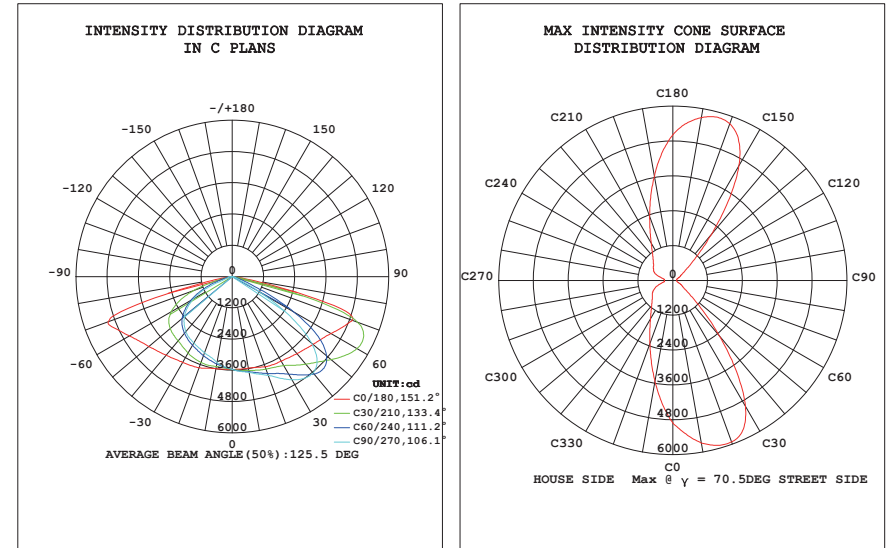 INTENSITY DISTRIBUTION DIAGRAM
IN C PLANS
-/+180
-150
150
-120
120
-90
90
-60
60
-30
30
0
0
1200
2400
3600
4800
6000
UNIT:cd
C0/180,151.2°
C30/210,133.4°
C60/240,111.2°
C90/270,106.1°
AVERAGE BEAM ANGLE(50%):125.5 DEG
MAX INTENSITY CONE SURFACE
DISTRIBUTION DIAGRAM
C180
C210
C150
C240
C120
C270
C90
C300
C60
C330
C30
C0
0
1200
2400
3600
4800
6000
HOUSE SIDE Max @ γ = 70.5DEG STREET SIDE